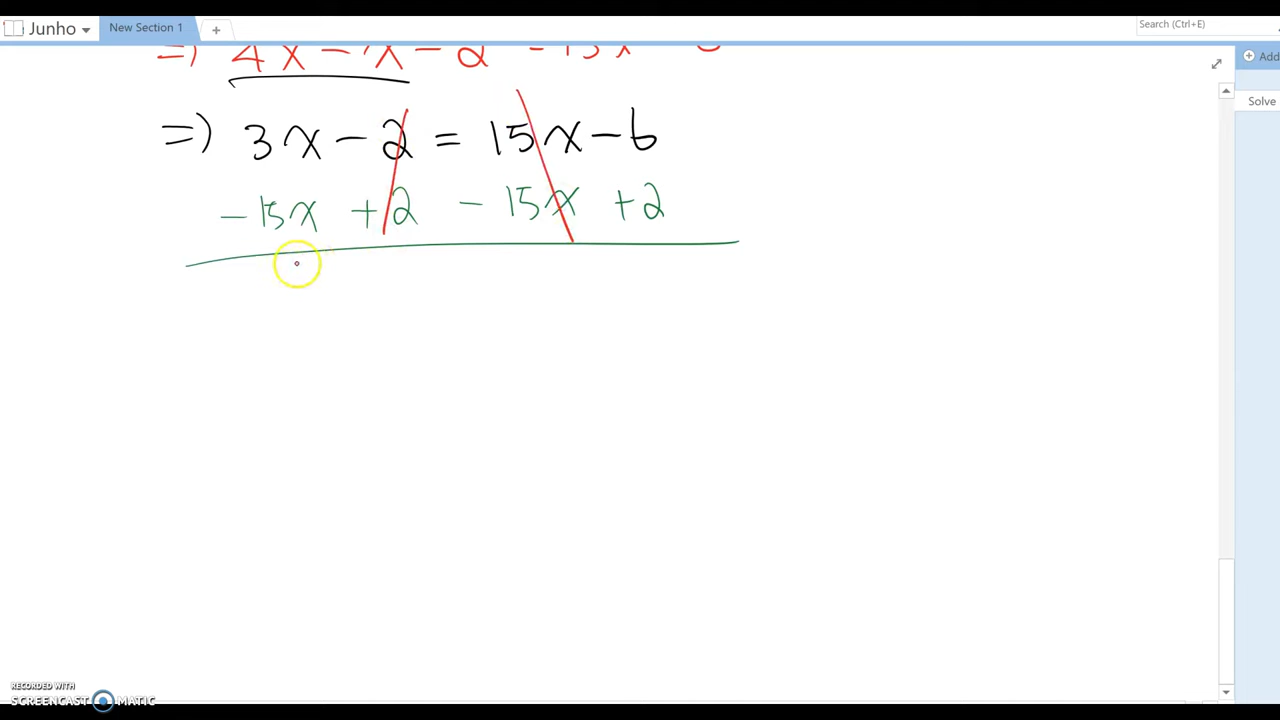 Junho
New Section 1
+
Search (Ctrl+E)
Add
Solve
=) 3x - 2 = 15x - 6
- 15x + 2 - 15x + 2
RECORDED WITH
SCREENCAST MATIC